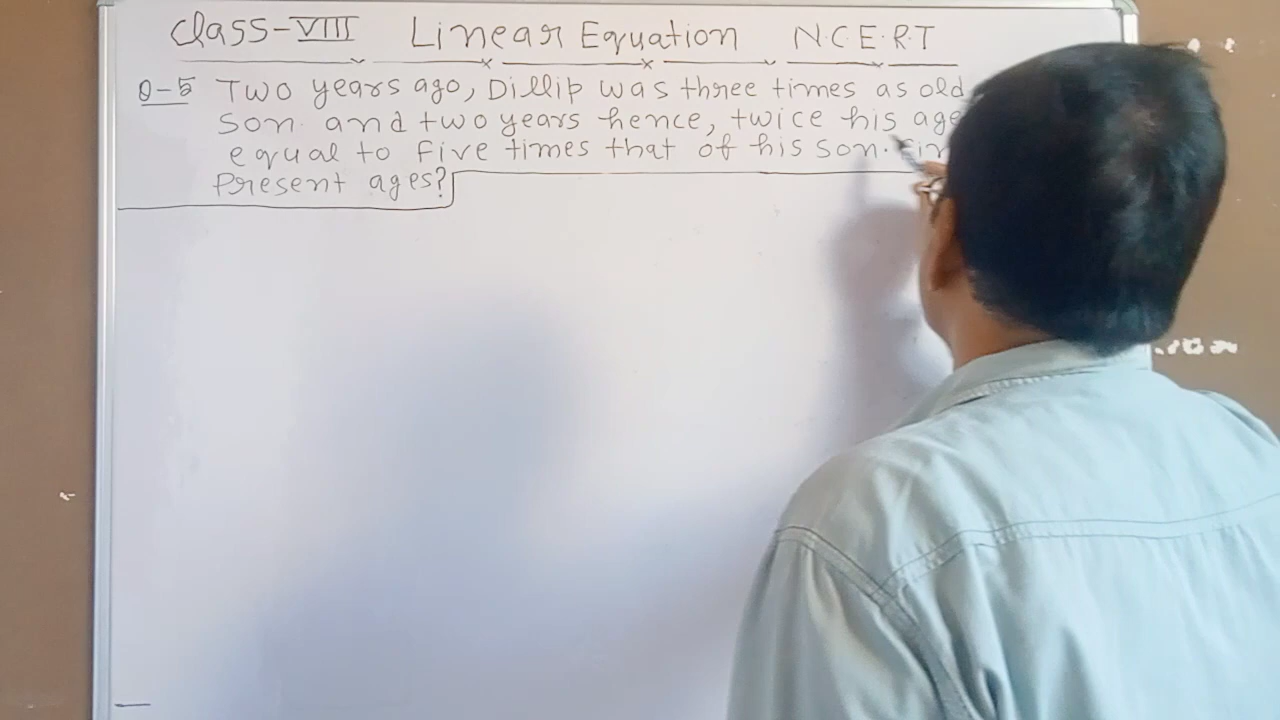 Class-VIII Linear Equation N.C.E.R.T
Q-5 Two years ago, Dillip was three times as old
son and two years hence, twice his age
equal to five times that of his son.
Present ages?